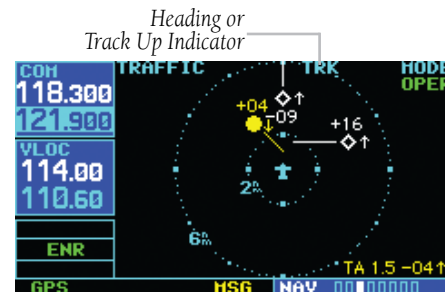 Heading or
Track Up Indicator
COM TRAFFIC TRK MODE
118.300 OPER
121.900 +04 ↑
-09 ↓
VLOC +16 ↑
114.00
110.60 2nm
6nm
ENR
TA 1.5 -04↑
GPS MSG NAV